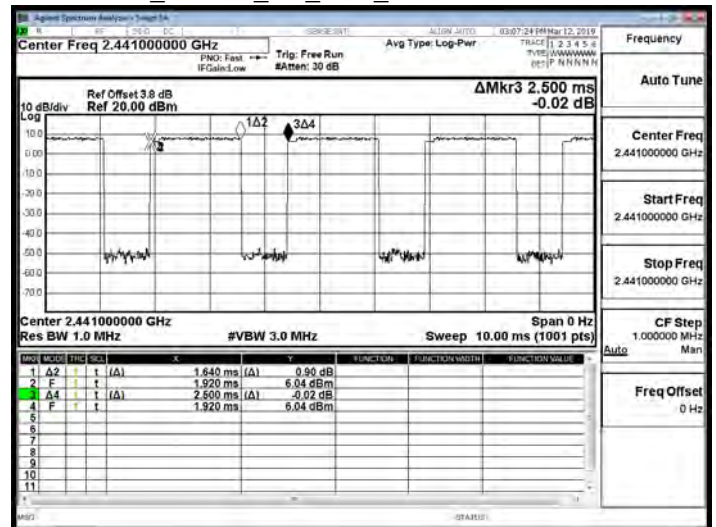 Agilent Spectrum Analyzer - Swept SA
RF 50 Ω DC SENSE:INT ALIGN AUTO 03:07:24 PM Mar 12, 2019
Center Freq 2.441000000 GHz
PNO: Fast
IFGain:Low
Trig: Free Run
#Atten: 30 dB
Avg Type: Log-Pwr
TRACE 1 2 3 4 5 6
TYPE WWWWWW
DET P N N N N N
Ref Offset 3.8 dB
Ref 20.00 dBm
10 dB/div
Log
ΔMkr3 2.500 ms
-0.02 dB
1Δ2
3Δ4
10.0
0.00
-10.0
-20.0
-30.0
-40.0
-50.0
-60.0
-70.0
Center 2.441000000 GHz
Span 0 Hz
Res BW 1.0 MHz
#VBW 3.0 MHz
Sweep 10.00 ms (1001 pts)
MKR MODE TRC SCL X Y FUNCTION FUNCTION WIDTH FUNCTION VALUE
1 Δ2 1 t (Δ) 1.640 ms (Δ) 0.90 dB
2 F 1 t 1.920 ms 6.04 dBm
3 Δ4 1 t (Δ) 2.500 ms (Δ) -0.02 dB
4 F 1 t 1.920 ms 6.04 dBm
5
6
7
8
9
10
11
MSG
STATUS
Frequency
Auto Tune
Center Freq
2.441000000 GHz
Start Freq
2.441000000 GHz
Stop Freq
2.441000000 GHz
CF Step
1.000000 MHz
Auto Man
Freq Offset
0 Hz